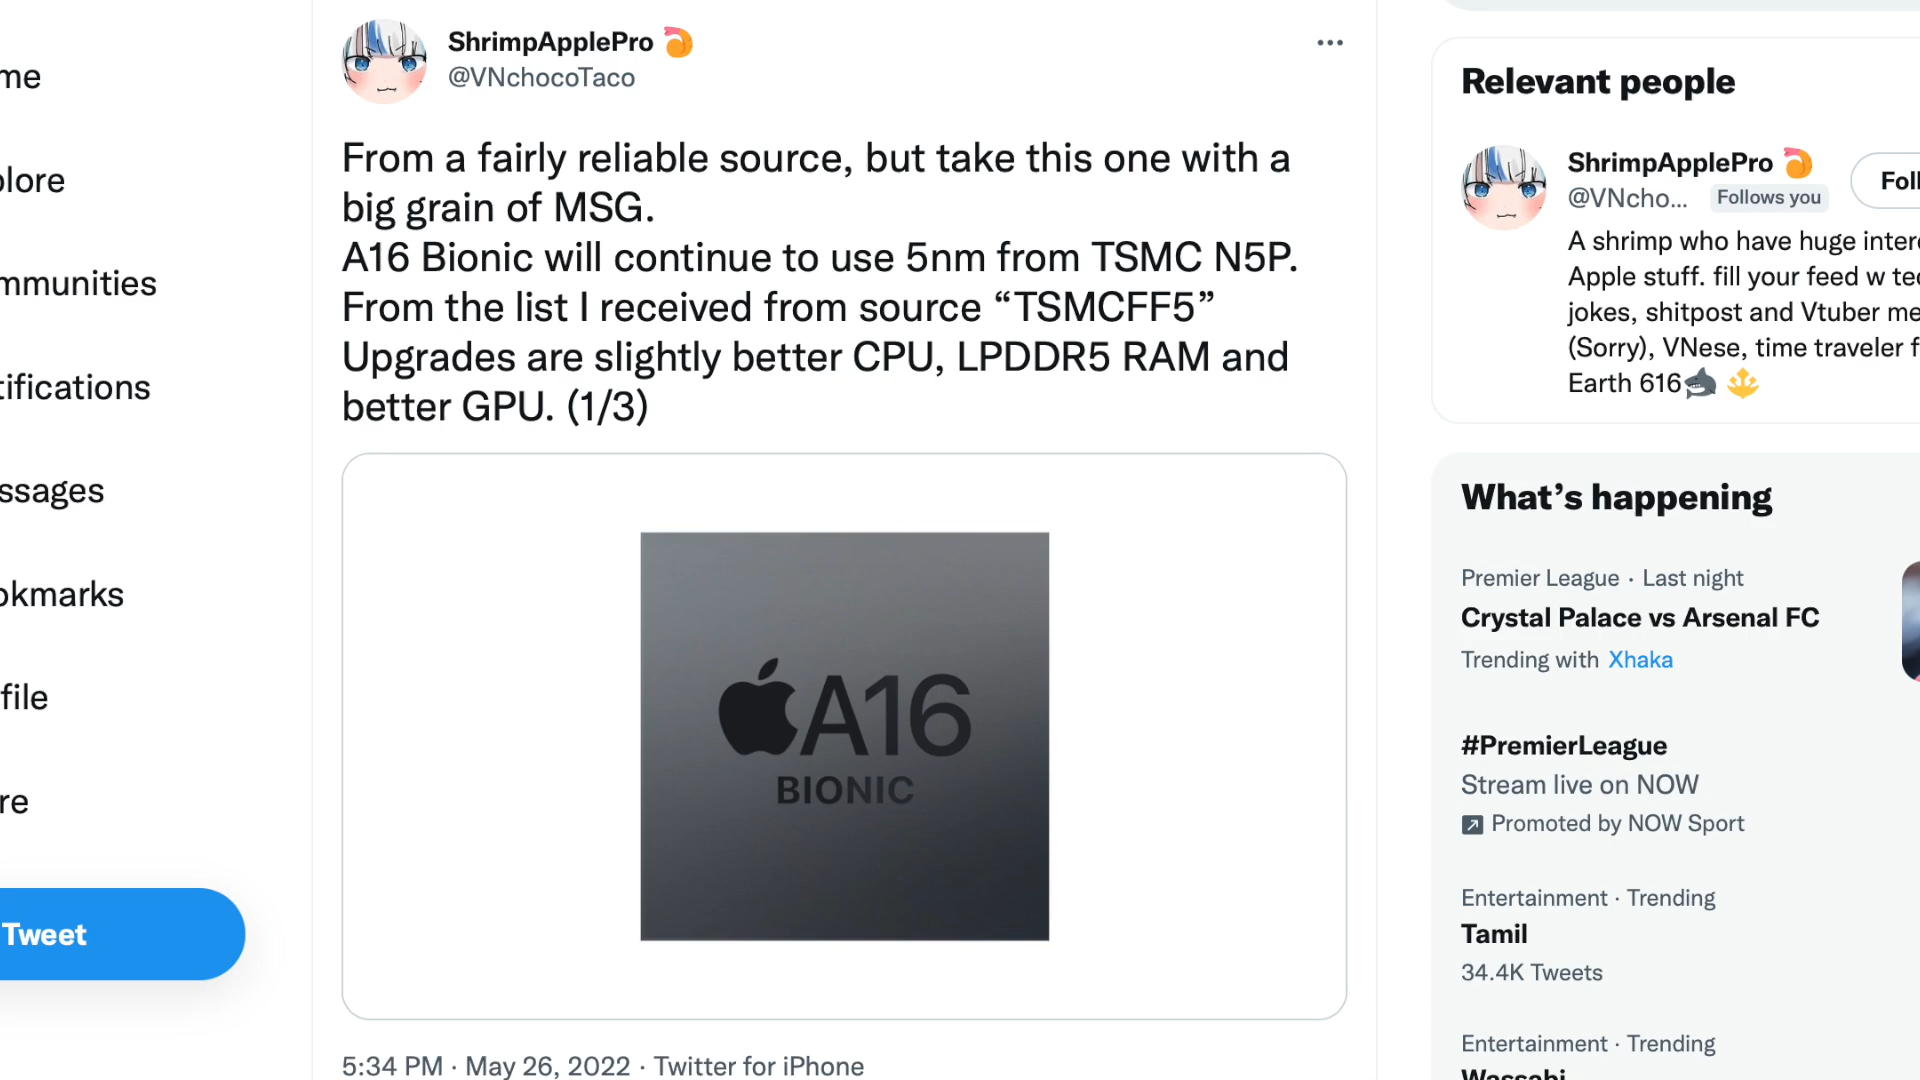 me
plore
mmunities
tifications
ssages
okmarks
file
re
Tweet
ShrimpApplePro
@VNchocoTaco
From a fairly reliable source, but take this one with a
big grain of MSG.
A16 Bionic will continue to use 5nm from TSMC N5P.
From the list I received from source “TSMCFF5”
Upgrades are slightly better CPU, LPDDR5 RAM and
better GPU. (1/3)
A16
BIONIC
5:34 PM · May 26, 2022 · Twitter for iPhone
Relevant people
ShrimpApplePro
@VNcho... Follows you
Foll
A shrimp who have huge intere
Apple stuff. fill your feed w tec
jokes, shitpost and Vtuber me
(Sorry), VNese, time traveler f
Earth 616
What’s happening
Premier League · Last night
Crystal Palace vs Arsenal FC
Trending with Xhaka
#PremierLeague
Stream live on NOW
Promoted by NOW Sport
Entertainment · Trending
Tamil
34.4K Tweets
Entertainment · Trending
Wassabi